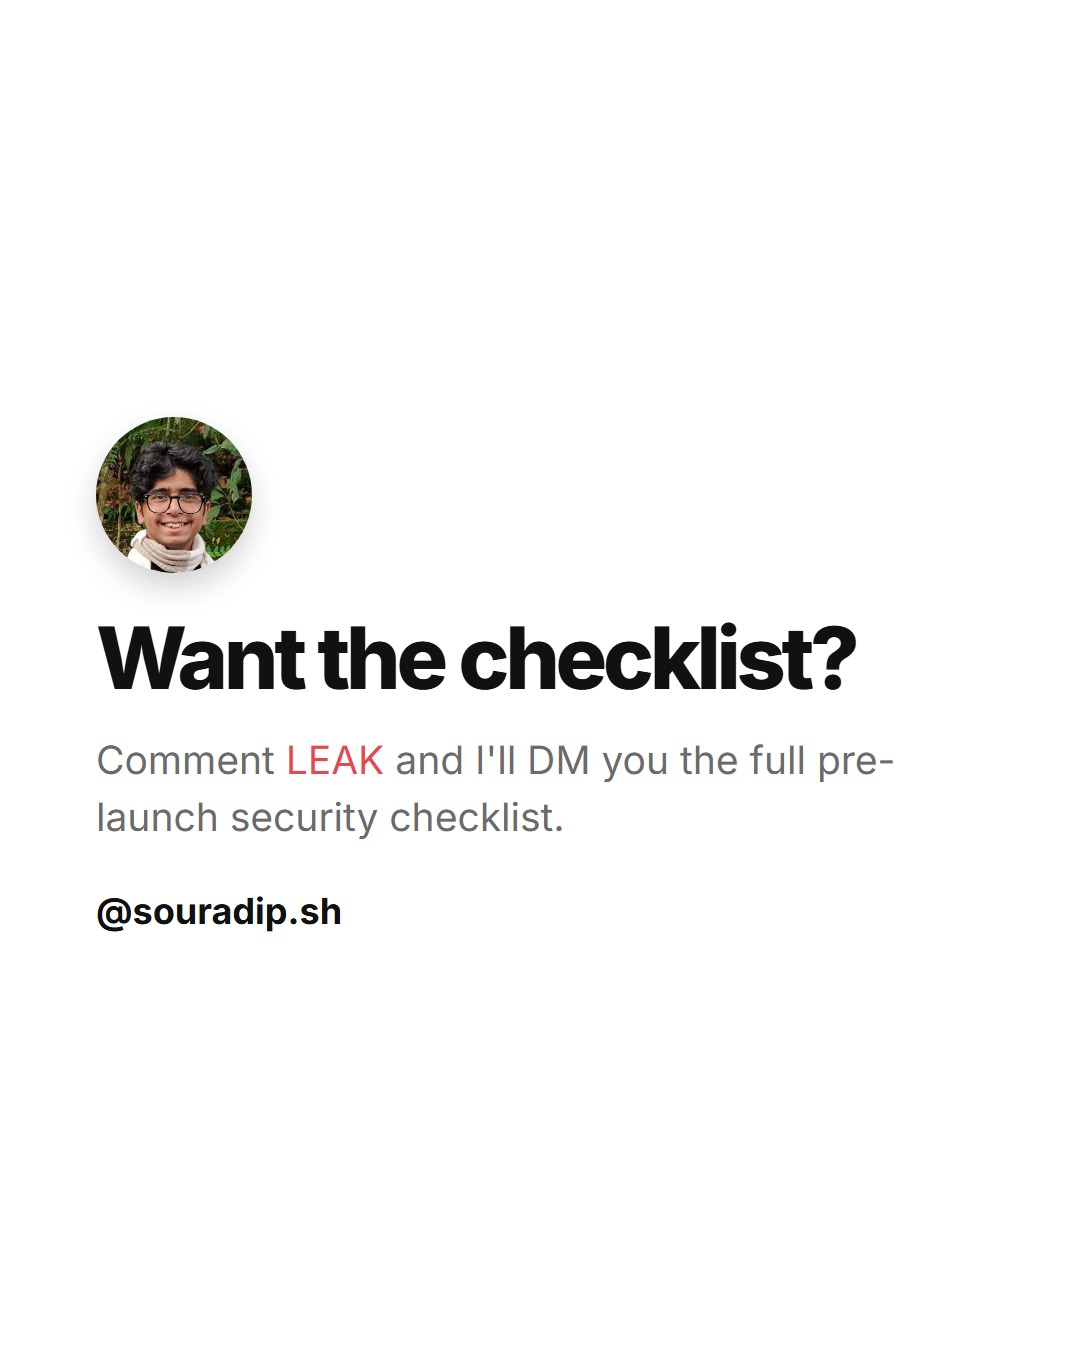 Want the checklist?
Comment LEAK and I'll DM you the full pre-
launch security checklist.
@souradip.sh